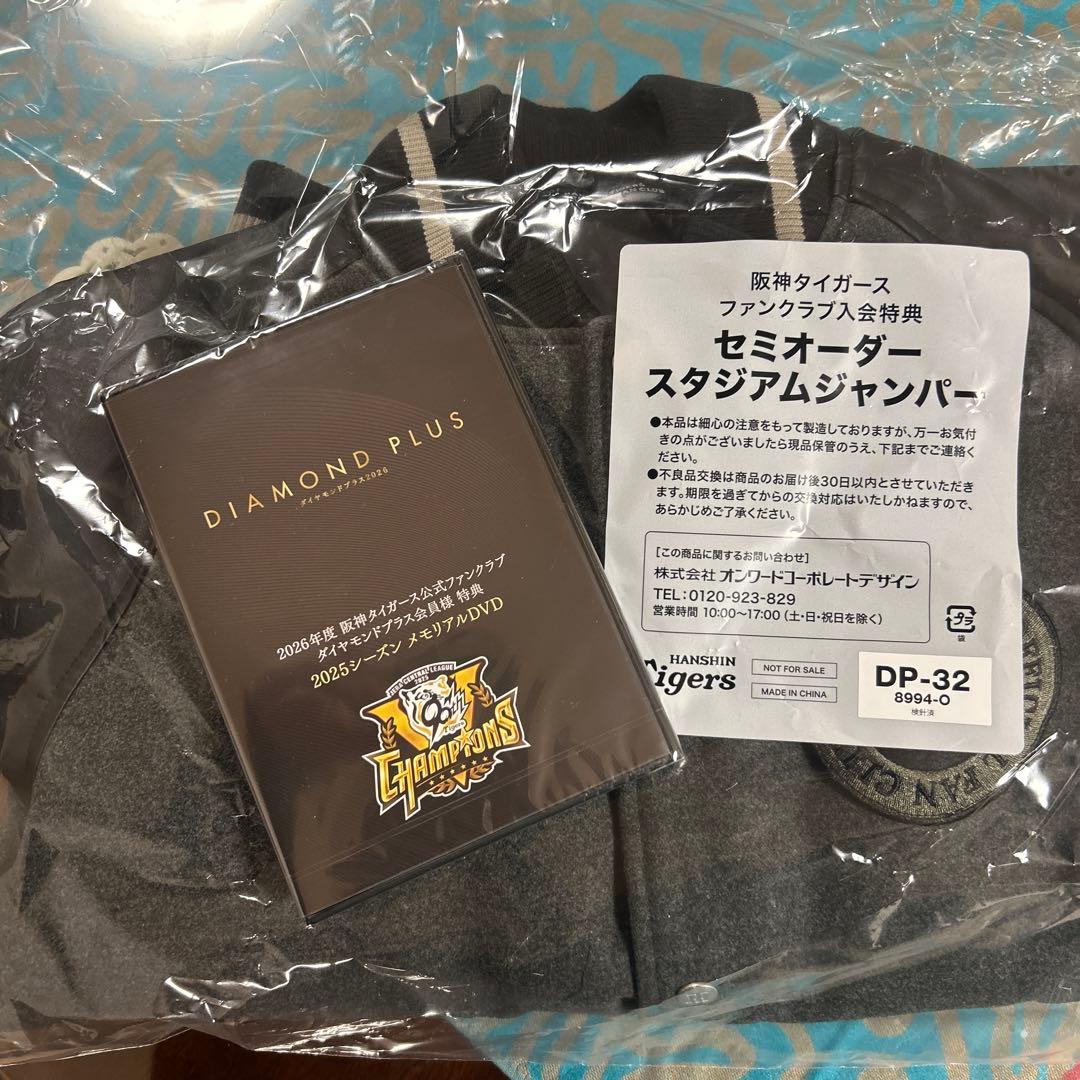 FAN CLUB
阪神タイガース
ファンクラブ入会特典
セミオーダー
スタジアムジャンパー
●本品は細心の注意をもって製造しておりますが、万一お気付
きの点がございましたら現品保管のうえ、下記までご連絡く
ださい。
●不良品交換は商品のお届け後30日以内とさせていただき
ます。期限を過ぎてからの交換対応はいたしかねますので、
あらかじめご了承ください。
[この商品に関するお問い合わせ]
株式会社 オンワードコーポレートデザイン
TEL:0120-923-829
営業時間 10:00～17:00（土・日・祝日を除く）
プラ
袋
HANSHIN
Tigers
NOT FOR SALE
MADE IN CHINA
DP-32
8994-O
検針済
DIAMOND PLUS
ダイヤモンドプラス2026
2026年度 阪神タイガース公式ファンクラブ
ダイヤモンドプラス会員様 特典
2025シーズン メモリアルDVD
JERA CENTRAL LEAGUE
2025
90th
Tigers
CHAMPIONS
FAN CL